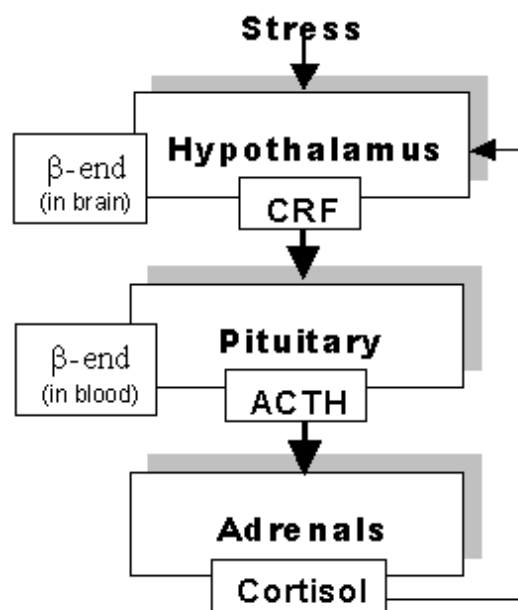 Stress
Hypothalamus
β-end
(in brain)
CRF
Pituitary
β-end
(in blood)
ACTH
Adrenals
Cortisol